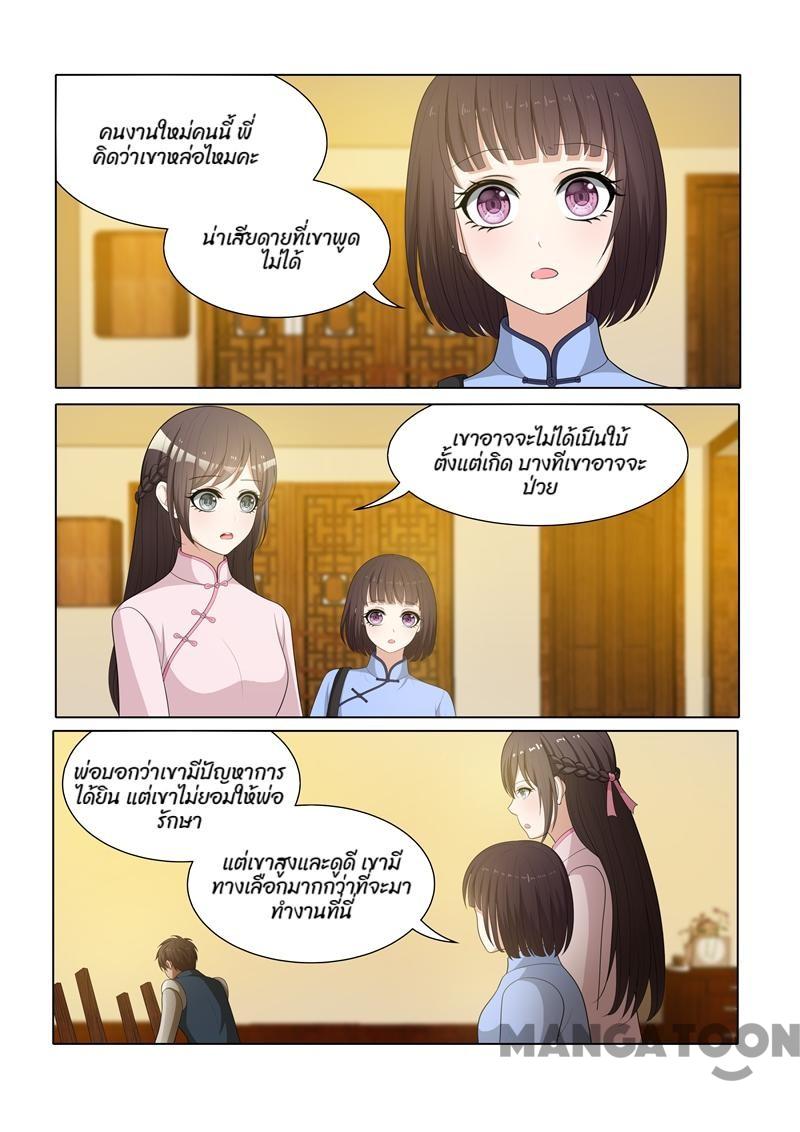 คนงานใหม่คนนี้ พี่
คิดว่าเขาหล่อไหมคะ
น่าเสียดายที่เขาพูด
ไม่ได้
เขาอาจจะไม่ได้เป็นใบ้
ตั้งแต่เกิด บางทีเขาอาจจะ
ป่วย
พ่อบอกว่าเขามีปัญหาการ
ได้ยิน แต่เขาไม่ยอมให้พ่อ
รักษา
แต่เขาสูงและดูดี เขามี
ทางเลือกมากกว่าที่จะมา
ทำงานที่นี่
MANGATOON